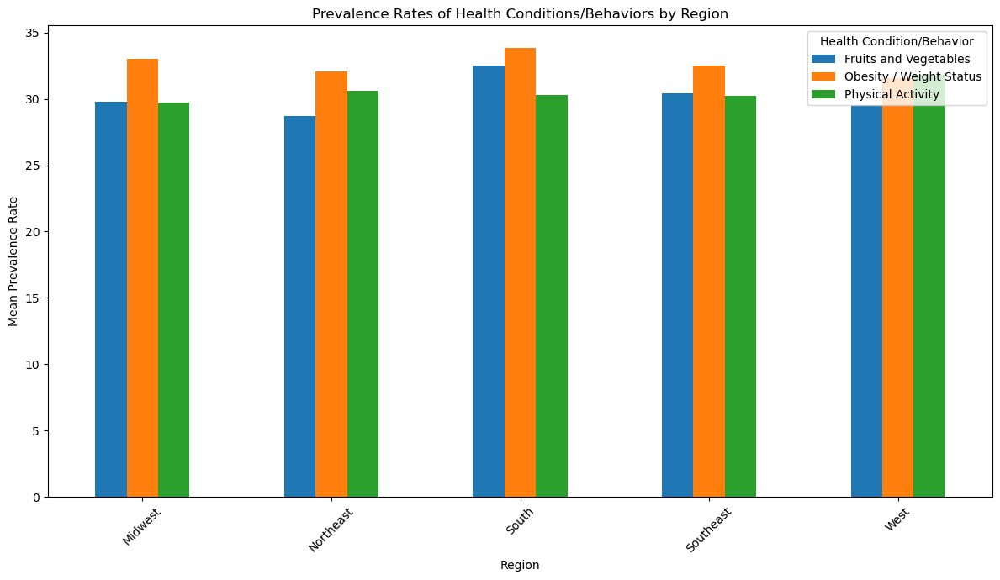 Prevalence Rates of Health Conditions/Behaviors by Region
35
30
25
20
15
10
5
0
Mean Prevalence Rate
Health Condition/Behavior
Fruits and Vegetables
Obesity / Weight Status
Physical Activity
Midwest
Northeast
South
Southeast
West
Region